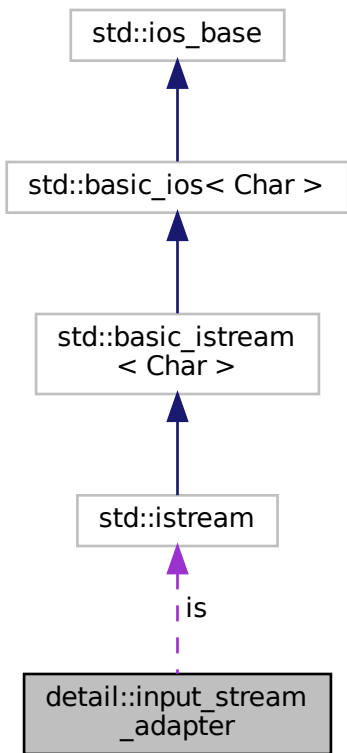 std::ios_base
std::basic_ios< Char >
std::basic_istream
< Char >
std::istream
is
detail::input_stream
_adapter